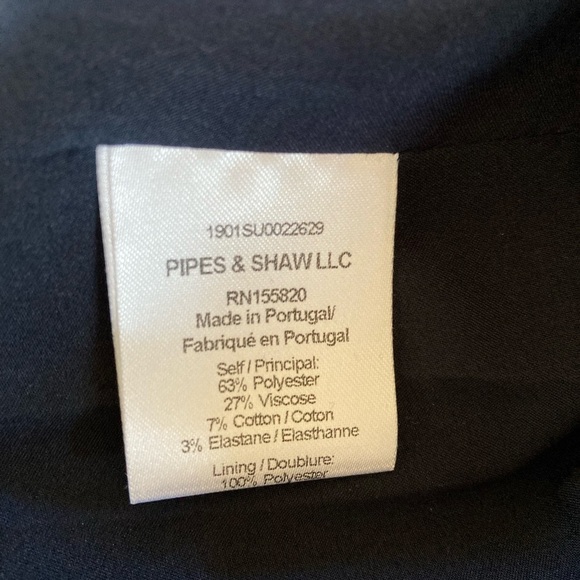 1901SU0022629
PIPES & SHAW LLC
RN155820
Made in Portugal/
Fabriqué en Portugal
Self / Principal:
63% Polyester
27% Viscose
7% Cotton / Coton
3% Elastane / Elasthanne
Lining / Doublure:
100% Polyester